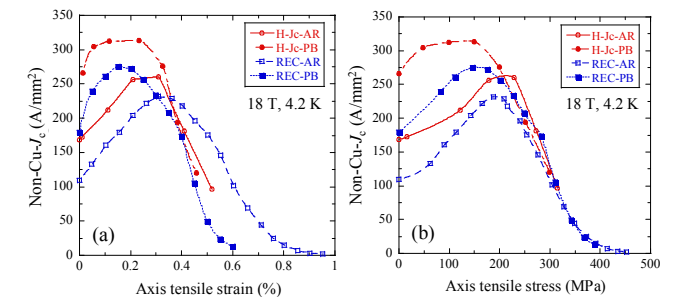 350
300
250
200
150
100
50
0
Non-Cu-Jc (A/mm²)
H-Jc-AR
H-Jc-PB
REC-AR
REC-PB
18 T, 4.2 K
(a)
0 0.2 0.4 0.6 0.8 1
Axis tensile strain (%)
350
300
250
200
150
100
50
0
Non-Cu-Jc (A/mm²)
H-Jc-AR
H-Jc-PB
REC-AR
REC-PB
18 T, 4.2 K
(b)
0 100 200 300 400 500
Axis tensile stress (MPa)